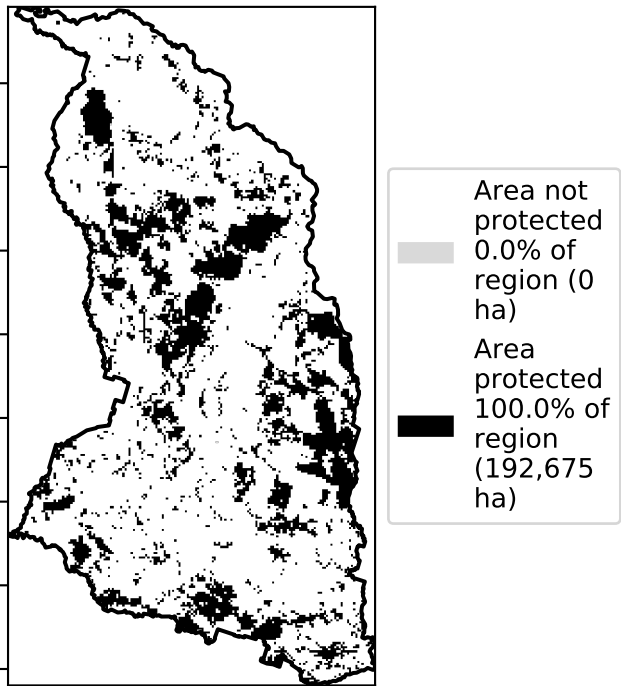 Area not
protected
0.0% of
region (0
ha)
Area
protected
100.0% of
region
(192,675
ha)